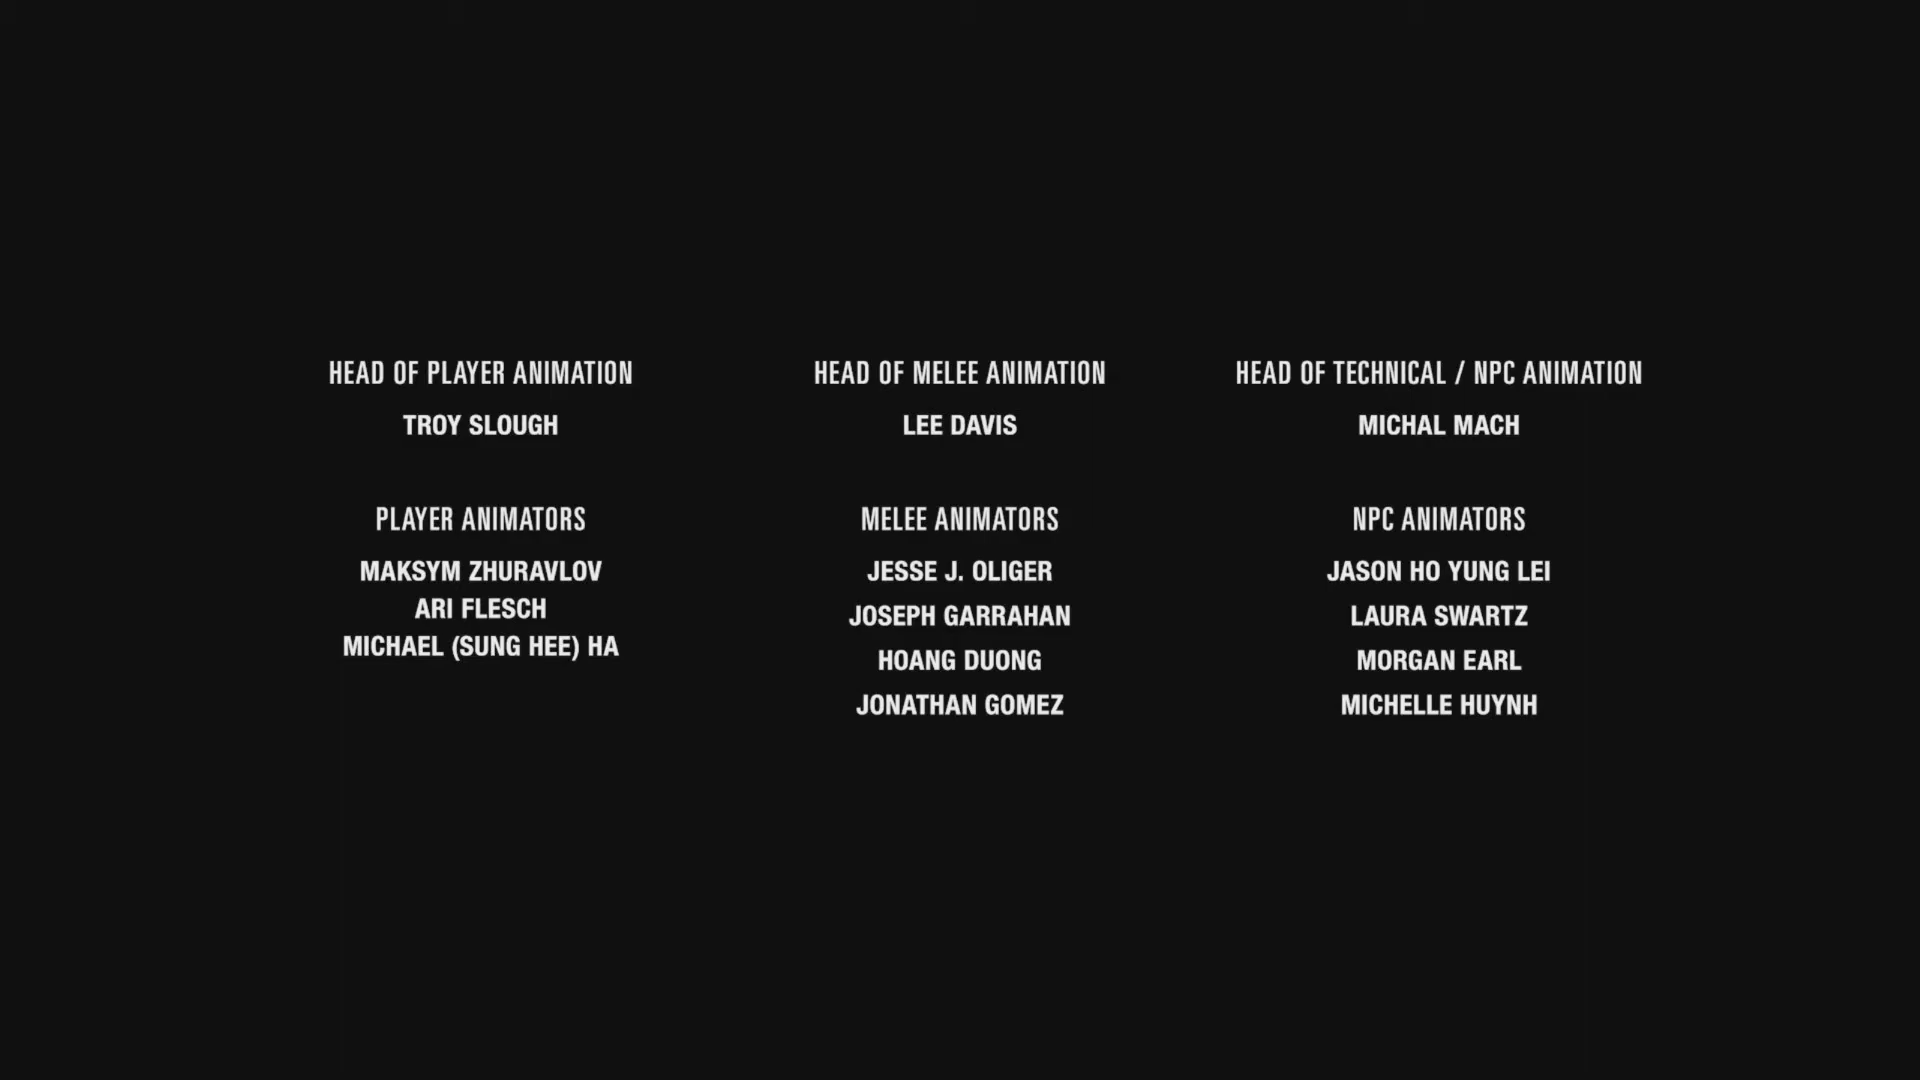 HEAD OF PLAYER ANIMATION
TROY SLOUGH
PLAYER ANIMATORS
MAKSYM ZHURAVLOV
ARI FLESCH
MICHAEL (SUNG HEE) HA
HEAD OF MELEE ANIMATION
LEE DAVIS
MELEE ANIMATORS
JESSE J. OLIGER
JOSEPH GARRAHAN
HOANG DUONG
JONATHAN GOMEZ
HEAD OF TECHNICAL / NPC ANIMATION
MICHAL MACH
NPC ANIMATORS
JASON HO YUNG LEI
LAURA SWARTZ
MORGAN EARL
MICHELLE HUYNH